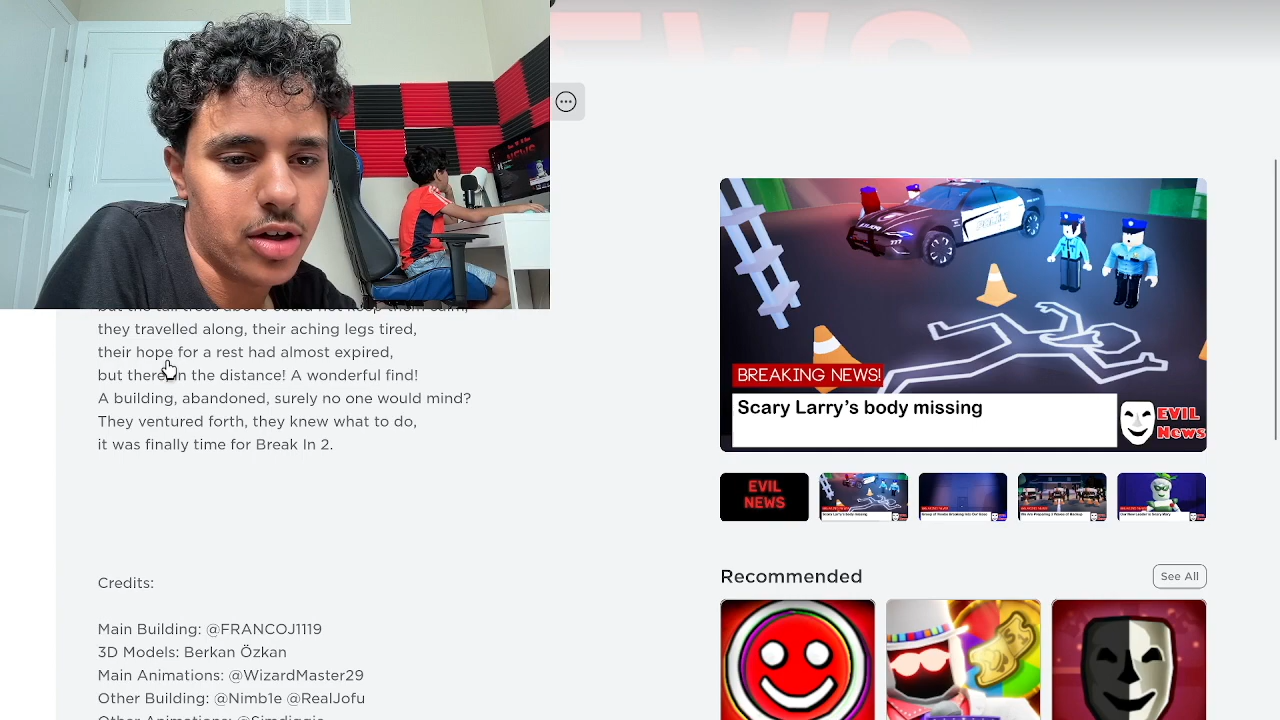 they travelled along, their aching legs tired,
their hope for a rest had almost expired,
but there in the distance! A wonderful find!
A building, abandoned, surely no one would mind?
They ventured forth, they knew what to do,
it was finally time for Break In 2.
Credits:
Main Building: @FRANCOJ1119
3D Models: Berkan Özkan
Main Animations: @WizardMaster29
Other Building: @Nimb1e @RealJofu
EWS
BREAKING NEWS!
Scary Larry's body missing
EVIL
News
EVIL
NEWS
Recommended
See All